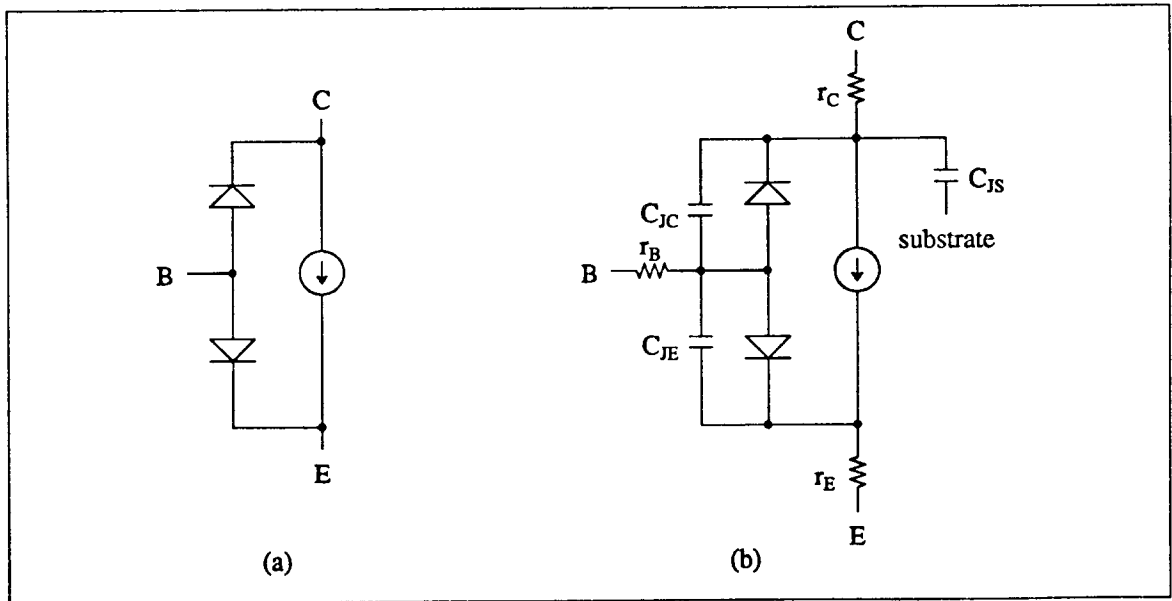 C
B
E
(a)
C
r_C
C_JC
C_JS
substrate
r_B
B
C_JE
r_E
E
(b)